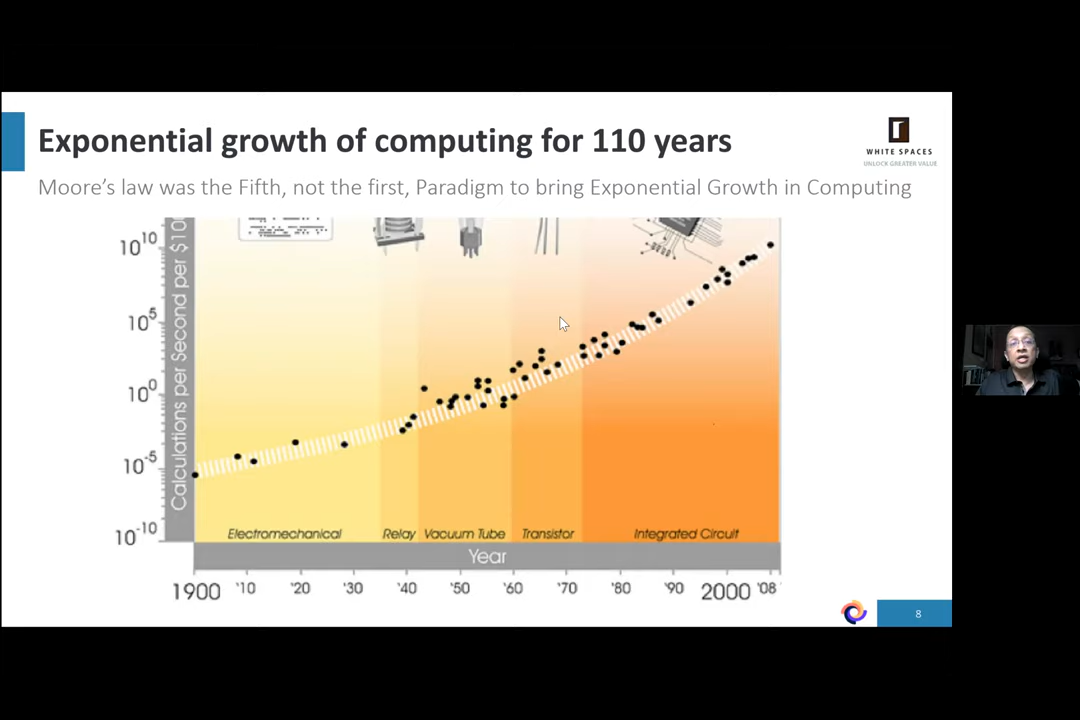 Exponential growth of computing for 110 years
WHITE SPACES
UNLOCK GREATER VALUE
Moore's law was the Fifth, not the first, Paradigm to bring Exponential Growth in Computing
Calculations per Second per $10
10^10
10^5
10^0
10^-5
10^-10
Electromechanical Relay Vacuum Tube Transistor Integrated Circuit
Year
1900 '10 '20 '30 '40 '50 '60 '70 '80 '90 2000 '08
8